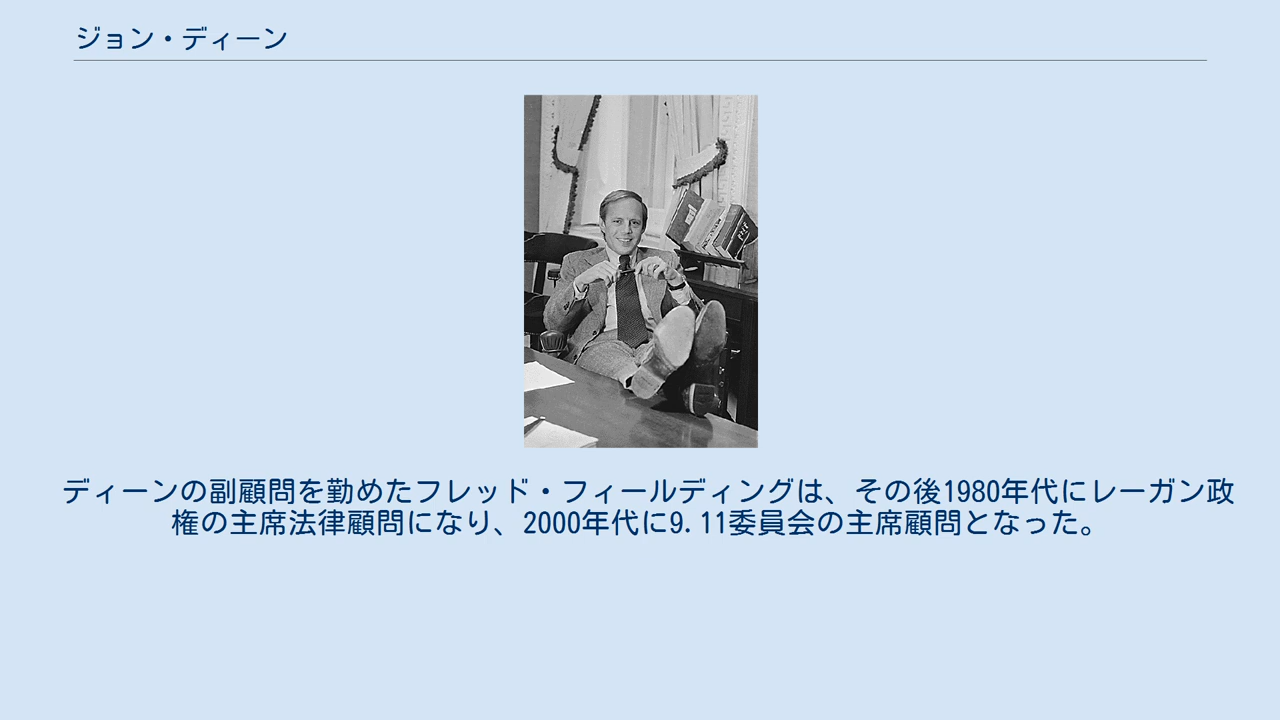 ジョン・ディーン
ディーンの副顧問を勤めたフレッド・フィールディングは、その後1980年代にレーガン政
権の主席法律顧問になり、2000年代に9.11委員会の主席顧問となった。